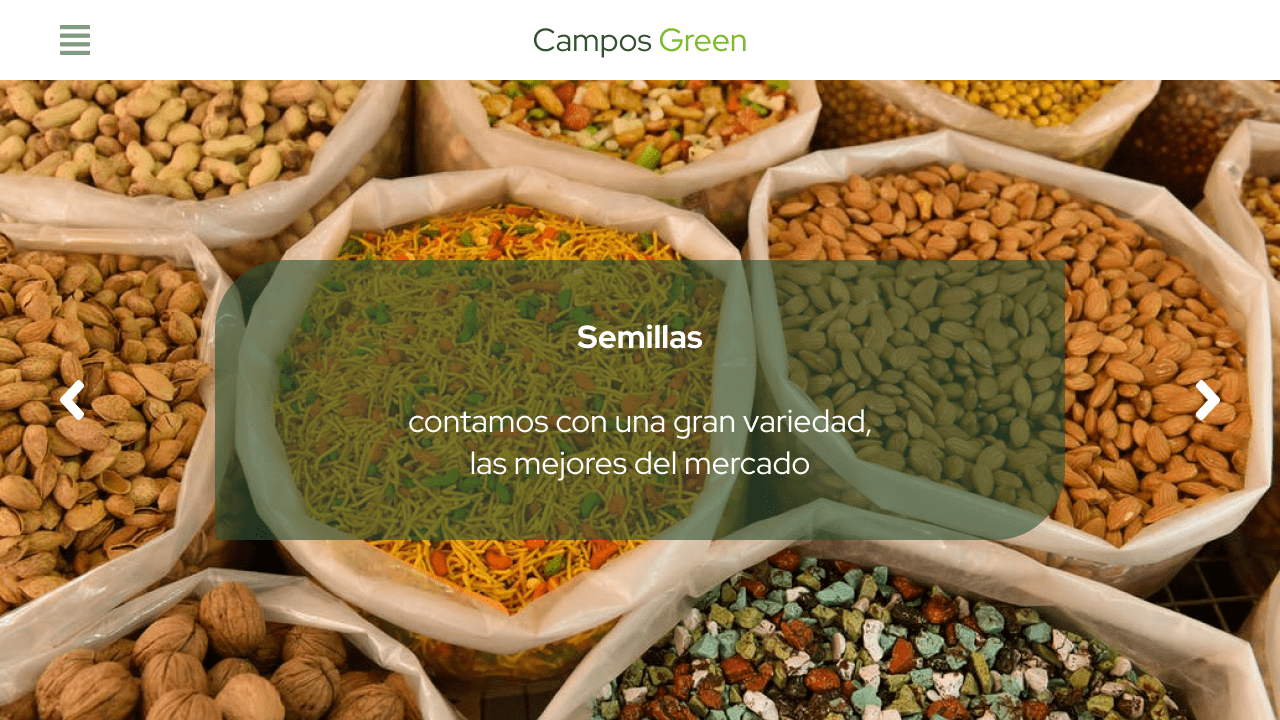 Campos Green
Semillas
contamos con una gran variedad,
las mejores del mercado